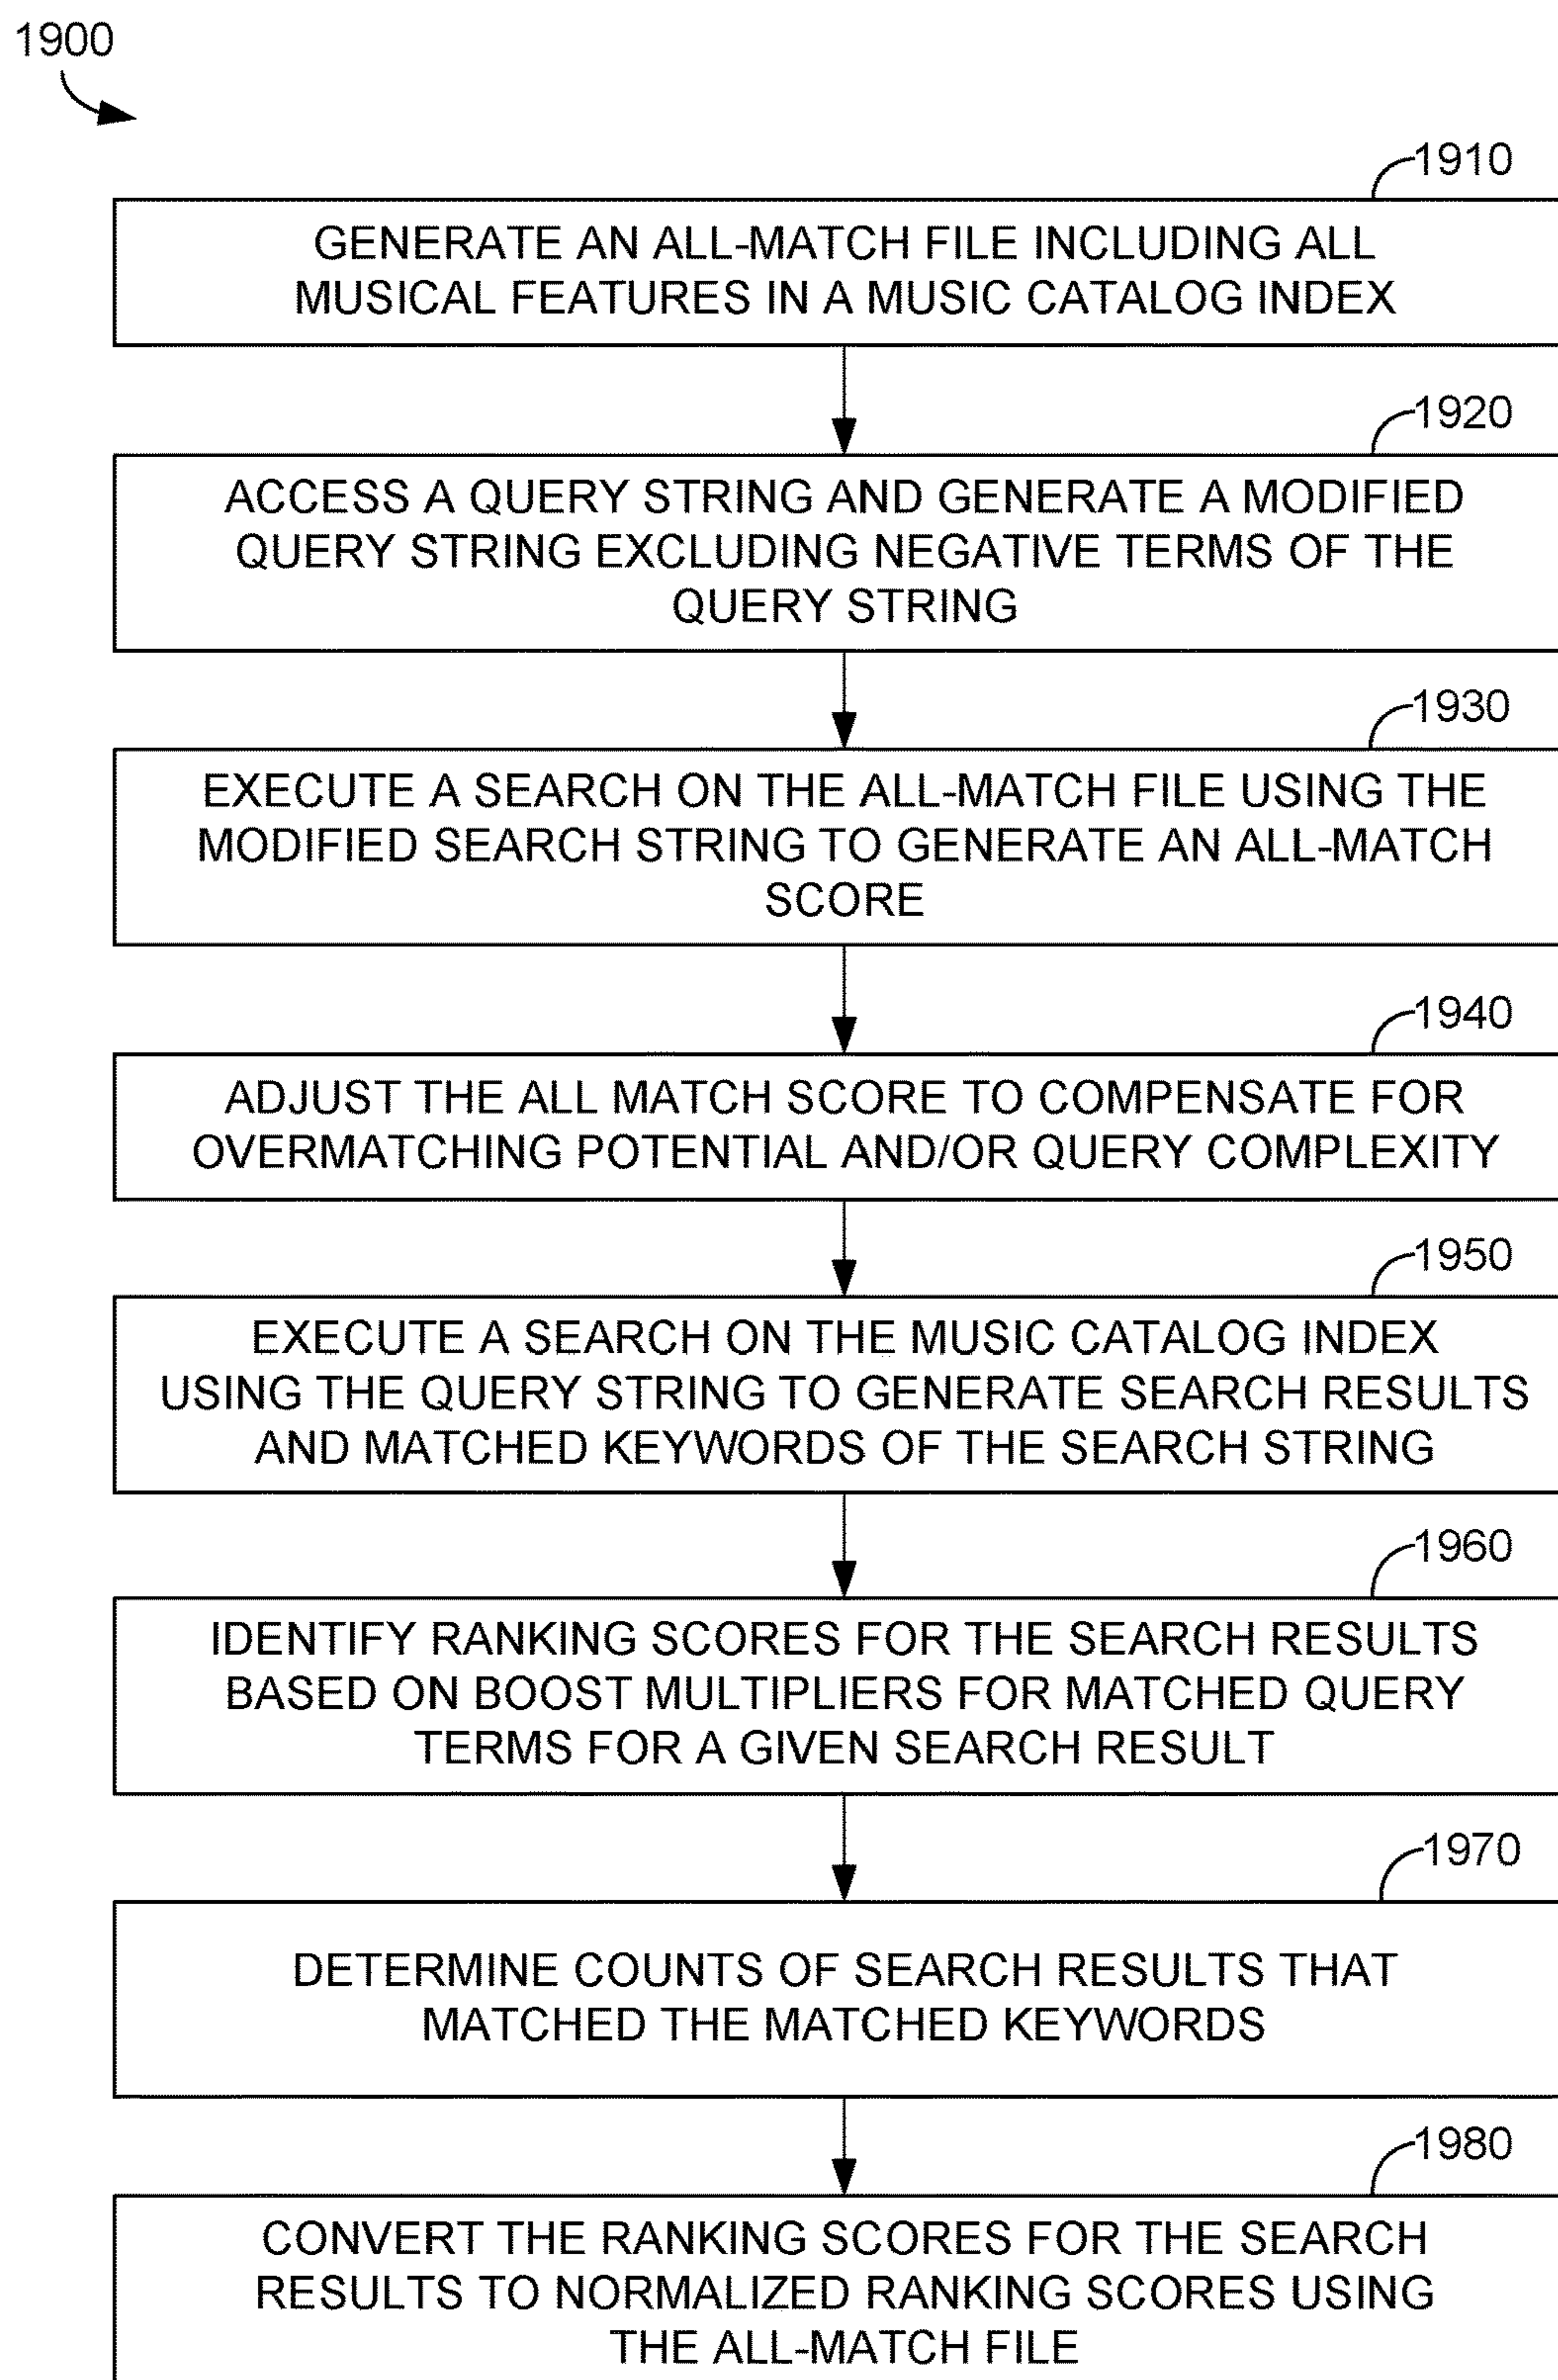 1900
1910
GENERATE AN ALL-MATCH FILE INCLUDING ALL
MUSICAL FEATURES IN A MUSIC CATALOG INDEX
1920
ACCESS A QUERY STRING AND GENERATE A MODIFIED
QUERY STRING EXCLUDING NEGATIVE TERMS OF THE
QUERY STRING
1930
EXECUTE A SEARCH ON THE ALL-MATCH FILE USING THE
MODIFIED SEARCH STRING TO GENERATE AN ALL-MATCH
SCORE
1940
ADJUST THE ALL MATCH SCORE TO COMPENSATE FOR
OVERMATCHING POTENTIAL AND/OR QUERY COMPLEXITY
1950
EXECUTE A SEARCH ON THE MUSIC CATALOG INDEX
USING THE QUERY STRING TO GENERATE SEARCH RESULTS
AND MATCHED KEYWORDS OF THE SEARCH STRING
1960
IDENTIFY RANKING SCORES FOR THE SEARCH RESULTS
BASED ON BOOST MULTIPLIERS FOR MATCHED QUERY
TERMS FOR A GIVEN SEARCH RESULT
1970
DETERMINE COUNTS OF SEARCH RESULTS THAT
MATCHED THE MATCHED KEYWORDS
1980
CONVERT THE RANKING SCORES FOR THE SEARCH
RESULTS TO NORMALIZED RANKING SCORES USING
THE ALL-MATCH FILE